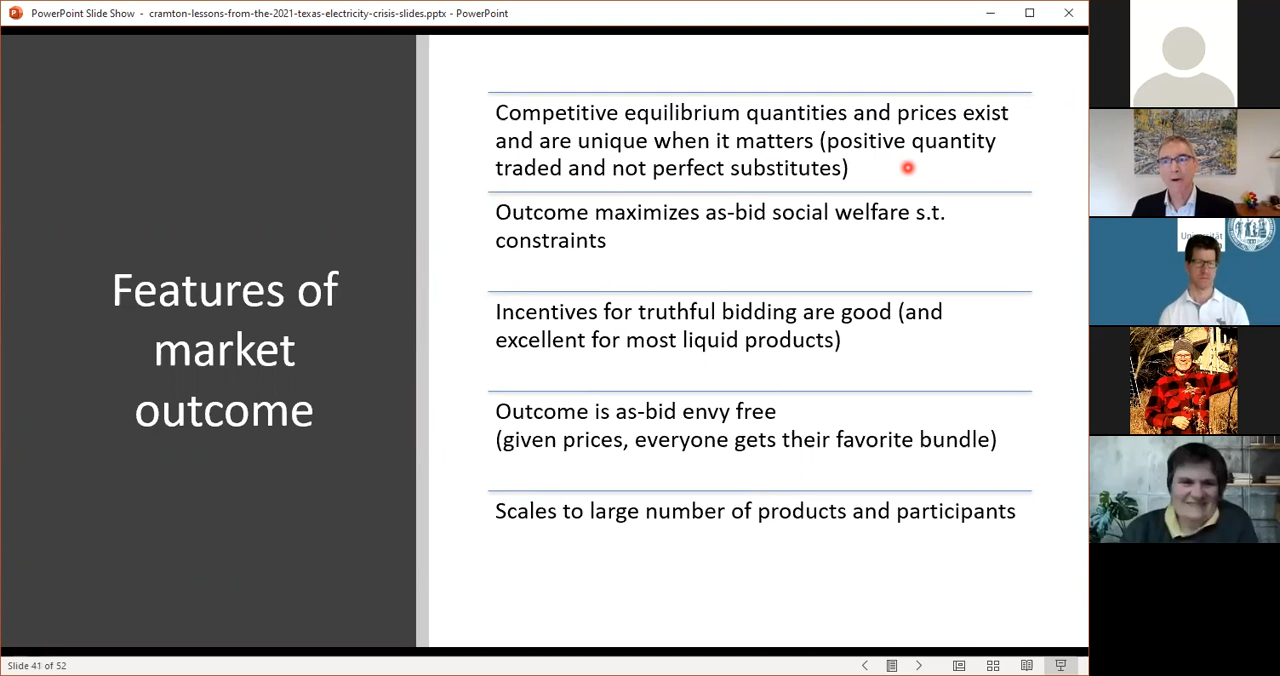 PowerPoint Slide Show - cramton-lessons-from-the-2021-texas-electricity-crisis-slides.pptx - PowerPoint
Features of
market
outcome
Competitive equilibrium quantities and prices exist
and are unique when it matters (positive quantity
traded and not perfect substitutes)
Outcome maximizes as-bid social welfare s.t.
constraints
Incentives for truthful bidding are good (and
excellent for most liquid products)
Outcome is as-bid envy free
(given prices, everyone gets their favorite bundle)
Scales to large number of products and participants
Slide 41 of 52